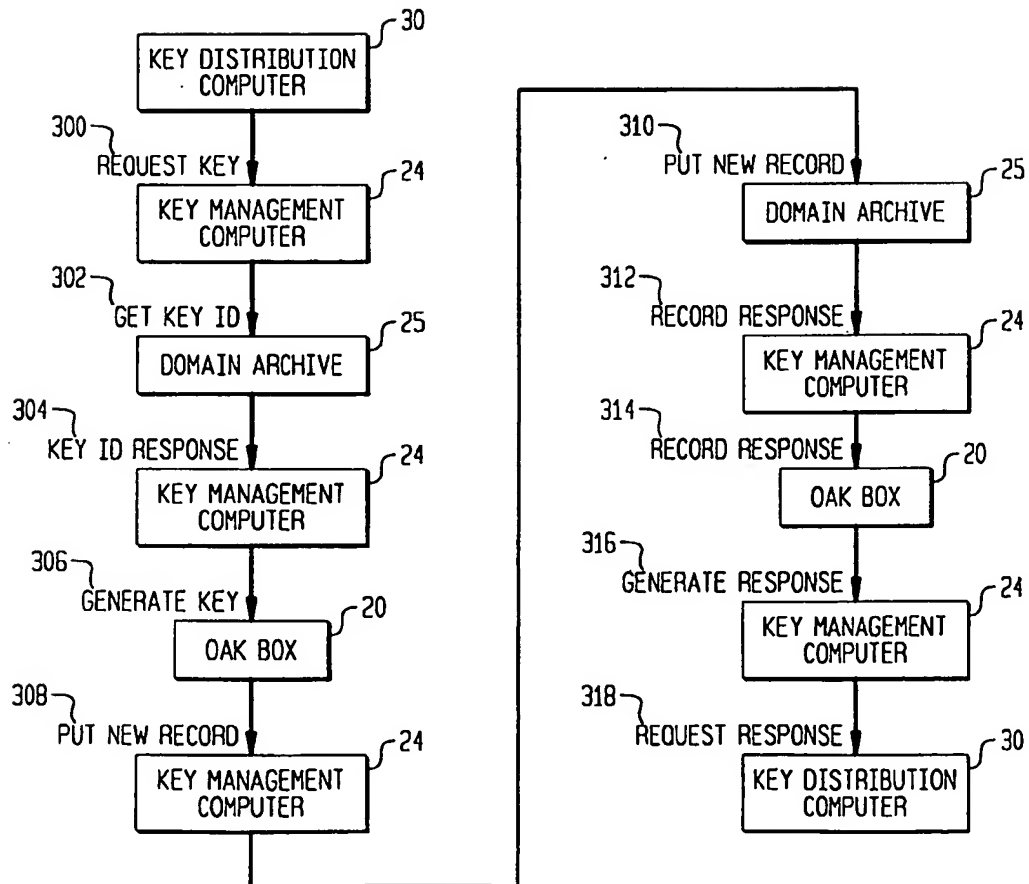 30
KEY DISTRIBUTION
COMPUTER
300
REQUEST KEY
24
KEY MANAGEMENT
COMPUTER
302
GET KEY ID
25
DOMAIN ARCHIVE
304
KEY ID RESPONSE
24
KEY MANAGEMENT
COMPUTER
306
GENERATE KEY
20
OAK BOX
308
PUT NEW RECORD
24
KEY MANAGEMENT
COMPUTER
310
PUT NEW RECORD
25
DOMAIN ARCHIVE
312
RECORD RESPONSE
24
KEY MANAGEMENT
COMPUTER
314
RECORD RESPONSE
20
OAK BOX
316
GENERATE RESPONSE
24
KEY MANAGEMENT
COMPUTER
318
REQUEST RESPONSE
30
KEY DISTRIBUTION
COMPUTER